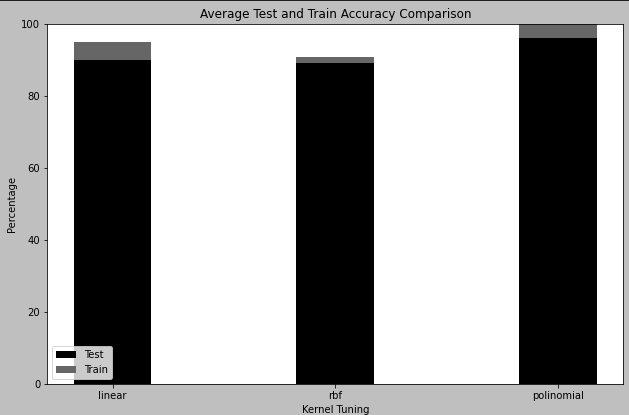 Average Test and Train Accuracy Comparison
100
80
60
40
20
0
Percentage
Test
Train
linear
rbf
polinomial
Kernel Tuning